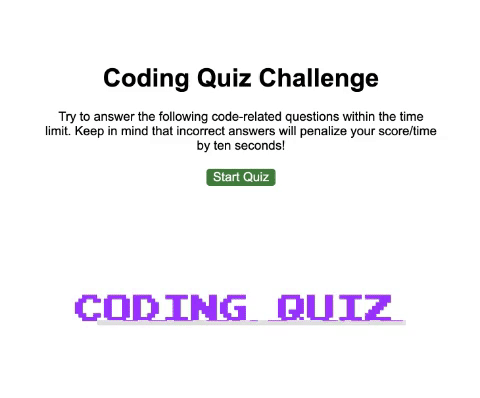 Coding Quiz Challenge
Try to answer the following code-related questions within the time
limit. Keep in mind that incorrect answers will penalize your score/time
by ten seconds!
Start Quiz
CODING QUIZ